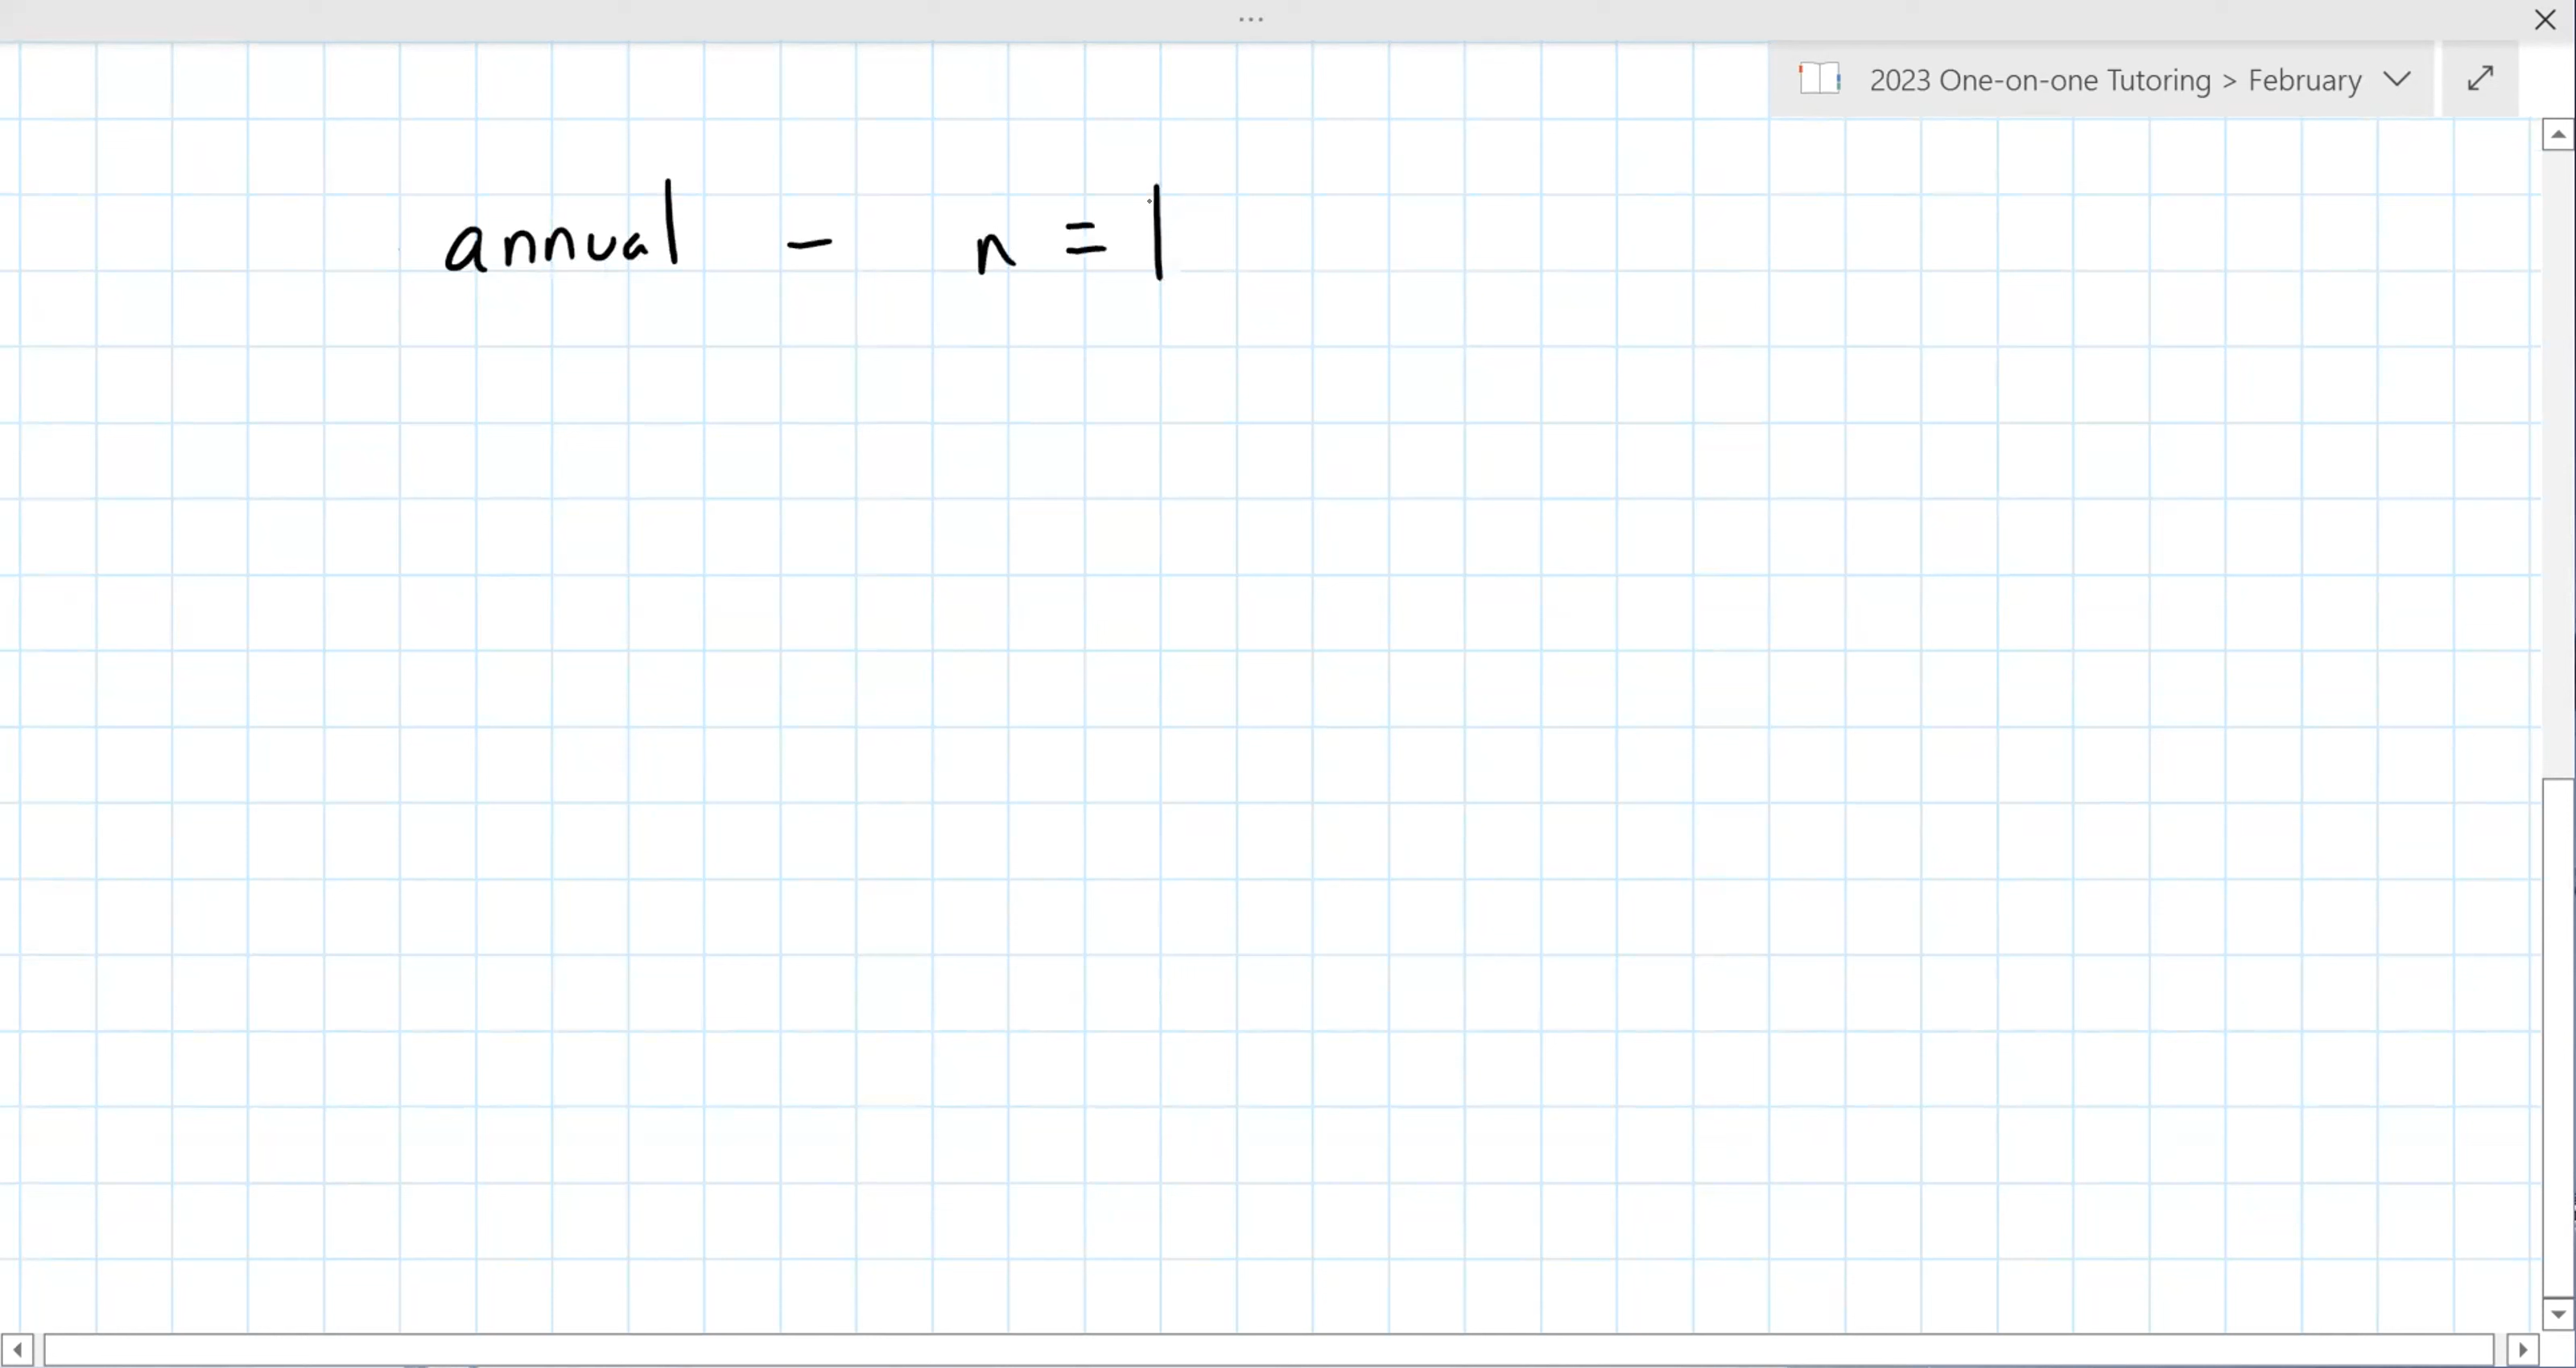 2023 One-on-one Tutoring > February
annual - n = 1